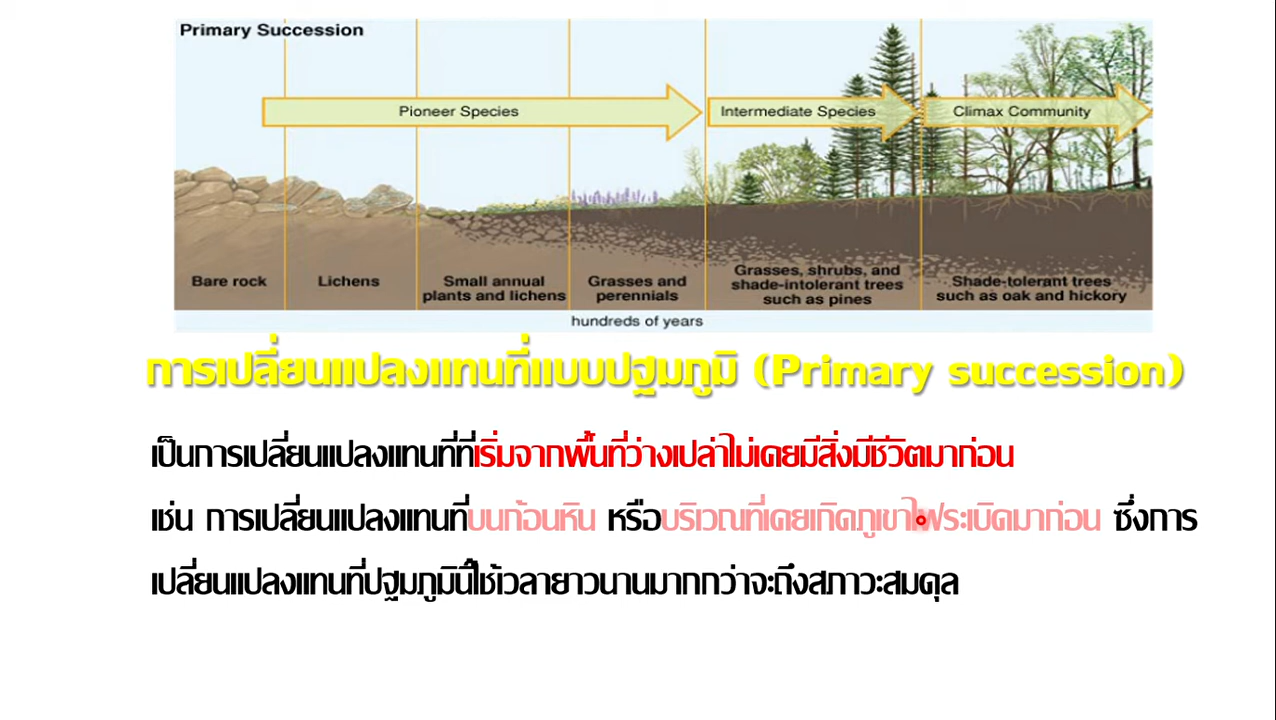 Primary Succession
Pioneer Species
Intermediate Species
Climax Community
Bare rock
Lichens
Small annual
plants and lichens
Grasses and
perennials
Grasses, shrubs, and
shade-intolerant trees
such as pines
Shade-tolerant trees
such as oak and hickory
hundreds of years
การเปลี่ยนแปลงแทนที่แบบปฐมภูมิ (Primary succession)
เป็นการเปลี่ยนแปลงแทนที่ที่เริ่มจากพื้นที่ว่างเปล่าไม่เคยมีสิ่งมีชีวิตมาก่อน
เช่น การเปลี่ยนแปลงแทนที่บนก้อนหิน หรือบริเวณที่เคยเกิดภูเขาไฟระเบิดมาก่อน ซึ่งการ
เปลี่ยนแปลงแทนที่ปฐมภูมินี้ใช้เวลายาวนานมากกว่าจะถึงสภาวะสมดุล